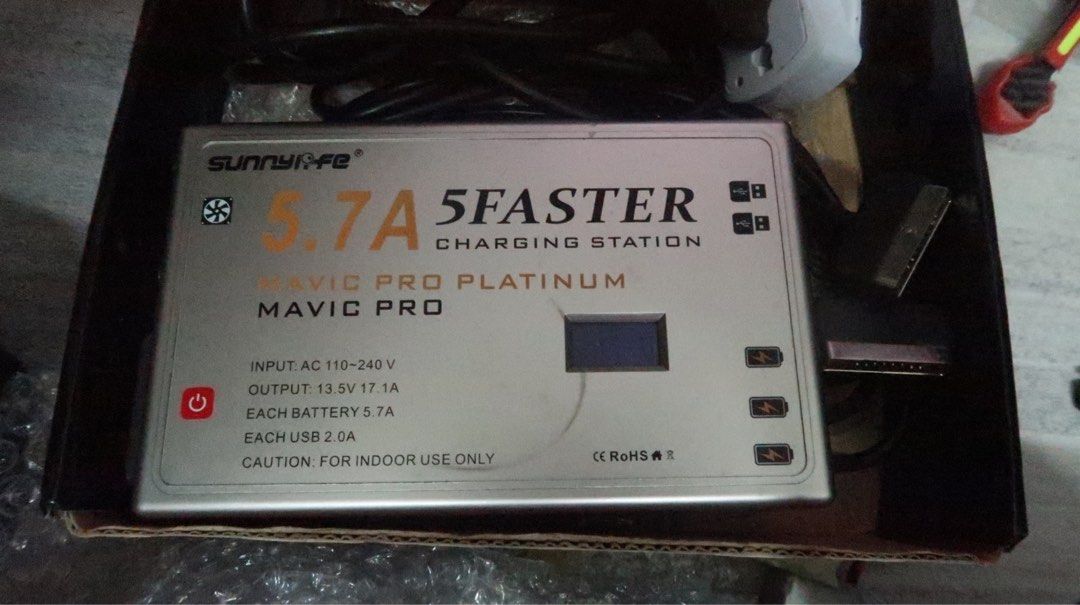 sunnylife®
5.7A 5FASTER
CHARGING STATION
MAVIC PRO PLATINUM
MAVIC PRO
INPUT: AC 110~240 V
OUTPUT: 13.5V 17.1A
EACH BATTERY 5.7A
EACH USB 2.0A
CAUTION: FOR INDOOR USE ONLY
CE RoHS